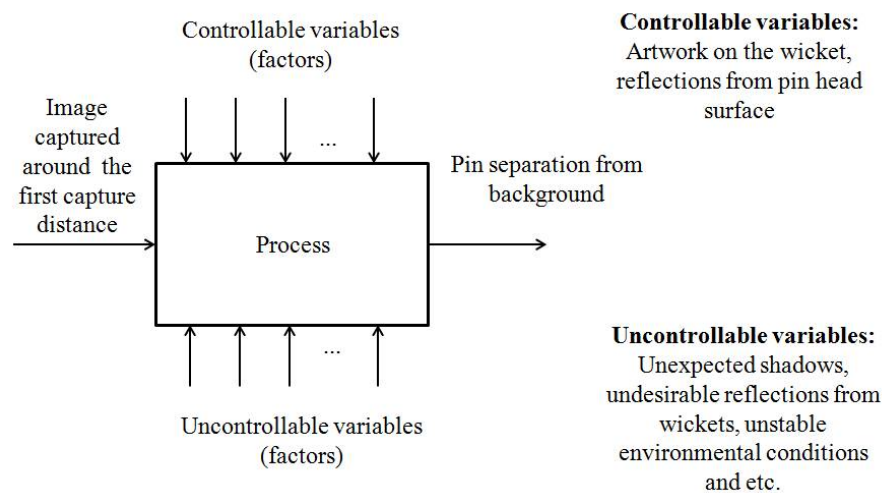 Controllable variables
(factors)
Controllable variables:
Artwork on the wicket,
reflections from pin head
surface
Image
captured
around the
first capture
distance
...
Pin separation from
background
Process
...
Uncontrollable variables
(factors)
Uncontrollable variables:
Unexpected shadows,
undesirable reflections from
wickets, unstable
environmental conditions
and etc.